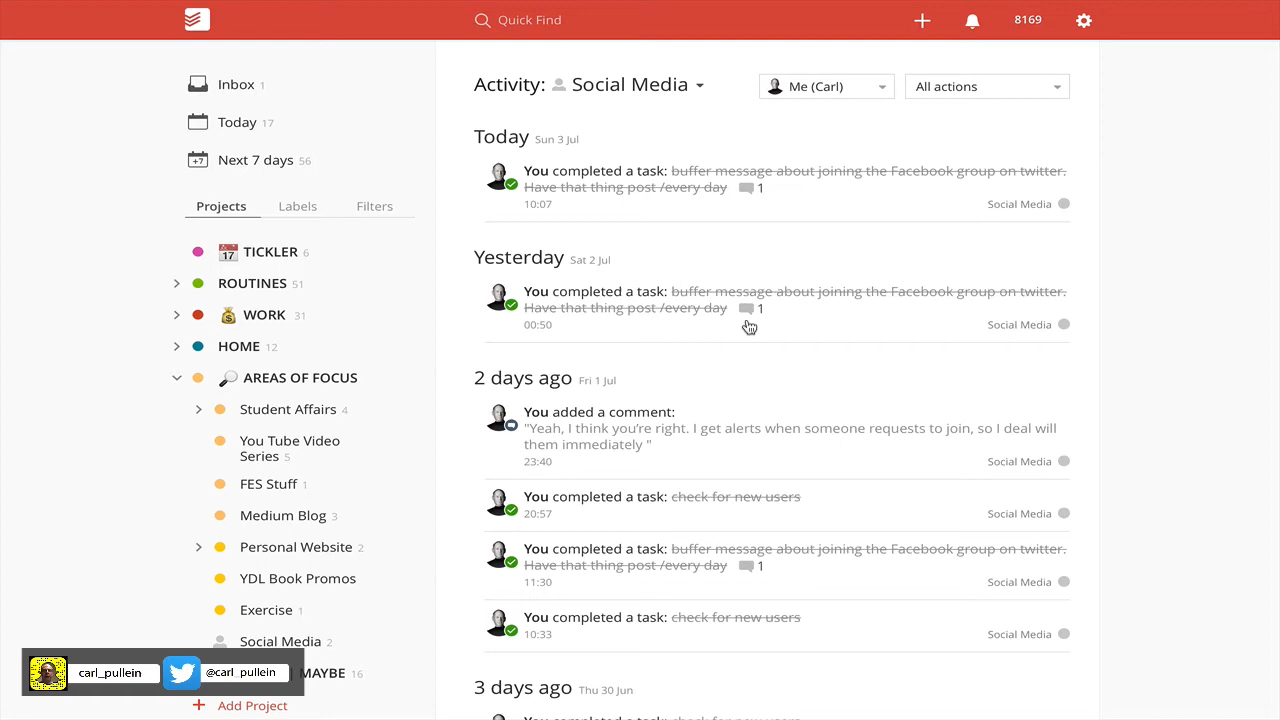 Quick Find
8169
Inbox 1
Today 17
+7 Next 7 days 56
Projects Labels Filters
17 TICKLER 6
ROUTINES 51
WORK 31
HOME 12
AREAS OF FOCUS
Student Affairs 4
You Tube Video
Series 5
FES Stuff 1
Medium Blog 3
Personal Website 2
YDL Book Promos
Exercise 1
Social Media 2
MAYBE 16
Add Project
carl_pullein @carl_pullein
Activity: Social Media Me (Carl) All actions
Today Sun 3 Jul
You completed a task: buffer message about joining the Facebook group on twitter.
Have that thing post /every day 1
10:07 Social Media
Yesterday Sat 2 Jul
You completed a task: buffer message about joining the Facebook group on twitter.
Have that thing post /every day 1
00:50 Social Media
2 days ago Fri 1 Jul
You added a comment:
"Yeah, I think you're right. I get alerts when someone requests to join, so I deal will
them immediately "
23:40 Social Media
You completed a task: check for new users
20:57 Social Media
You completed a task: buffer message about joining the Facebook group on twitter.
Have that thing post /every day 1
11:30 Social Media
You completed a task: check for new users
10:33 Social Media
3 days ago Thu 30 Jun